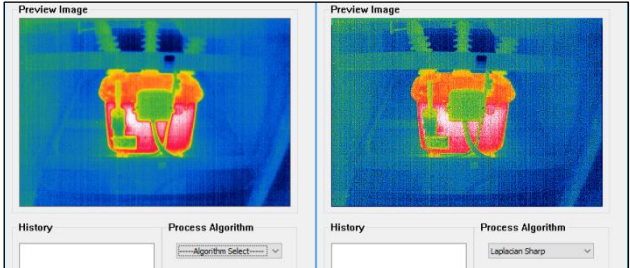 Preview Image
Preview Image
History
Process Algorithm
-----Algorithm Select-----
History
Process Algorithm
Laplacian Sharp